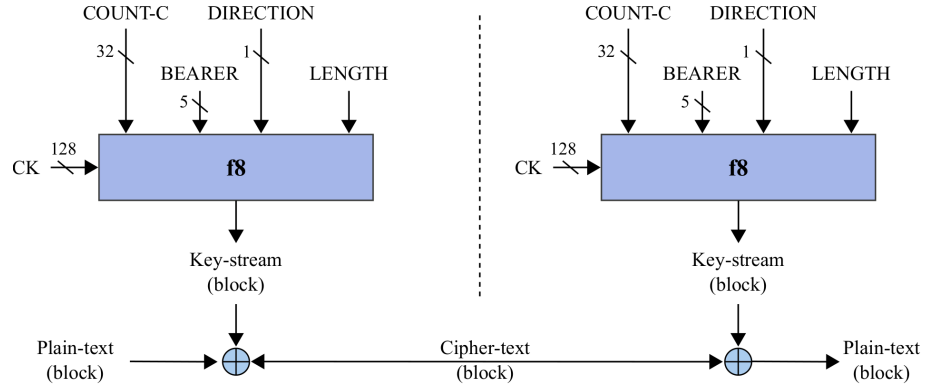 COUNT-C DIRECTION COUNT-C DIRECTION
32 1 32 1
BEARER LENGTH BEARER LENGTH
5 5
128 128
CK f8 CK f8
Key-stream Key-stream
(block) (block)
Plain-text Cipher-text Plain-text
(block) (block) (block)